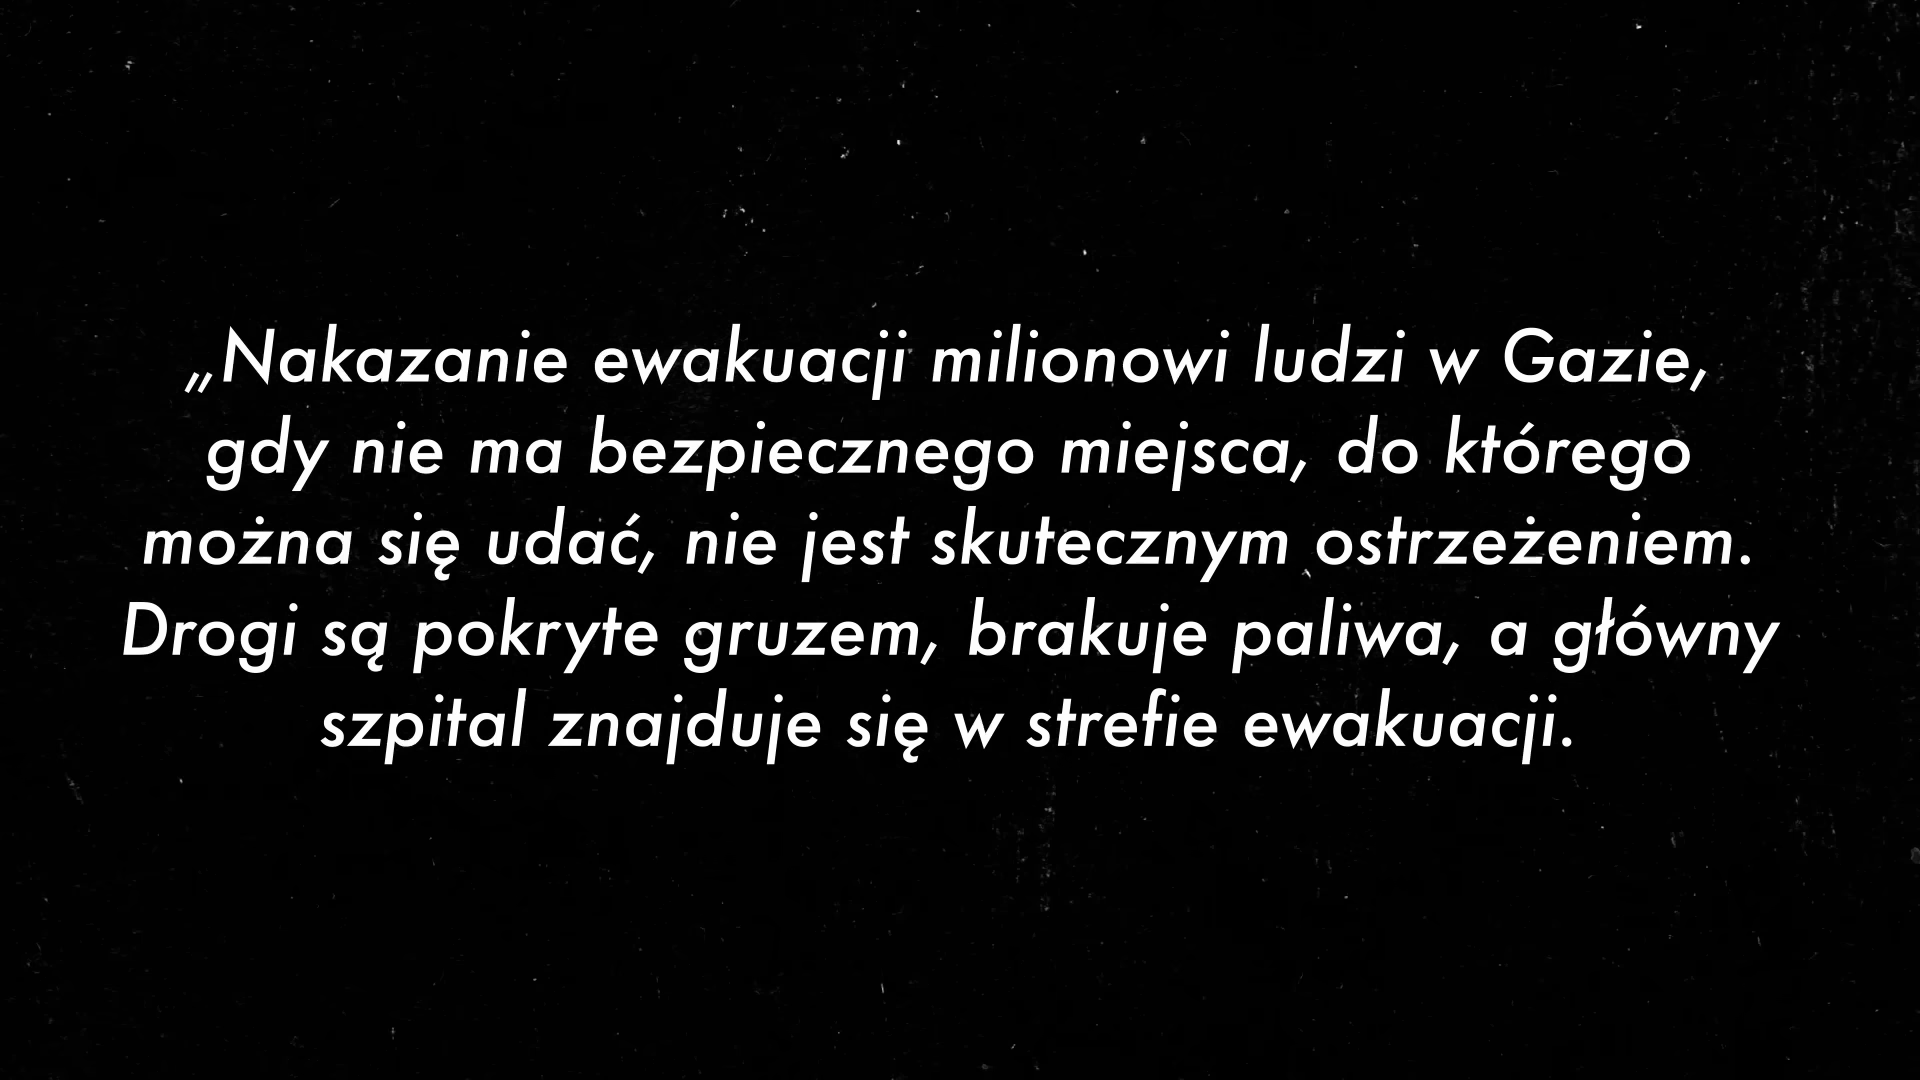 „Nakazanie ewakuacji milionowi ludzi w Gazie,
gdy nie ma bezpiecznego miejsca, do którego
można się udać, nie jest skutecznym ostrzeżeniem.
Drogi są pokryte gruzem, brakuje paliwa, a główny
szpital znajduje się w strefie ewakuacji.